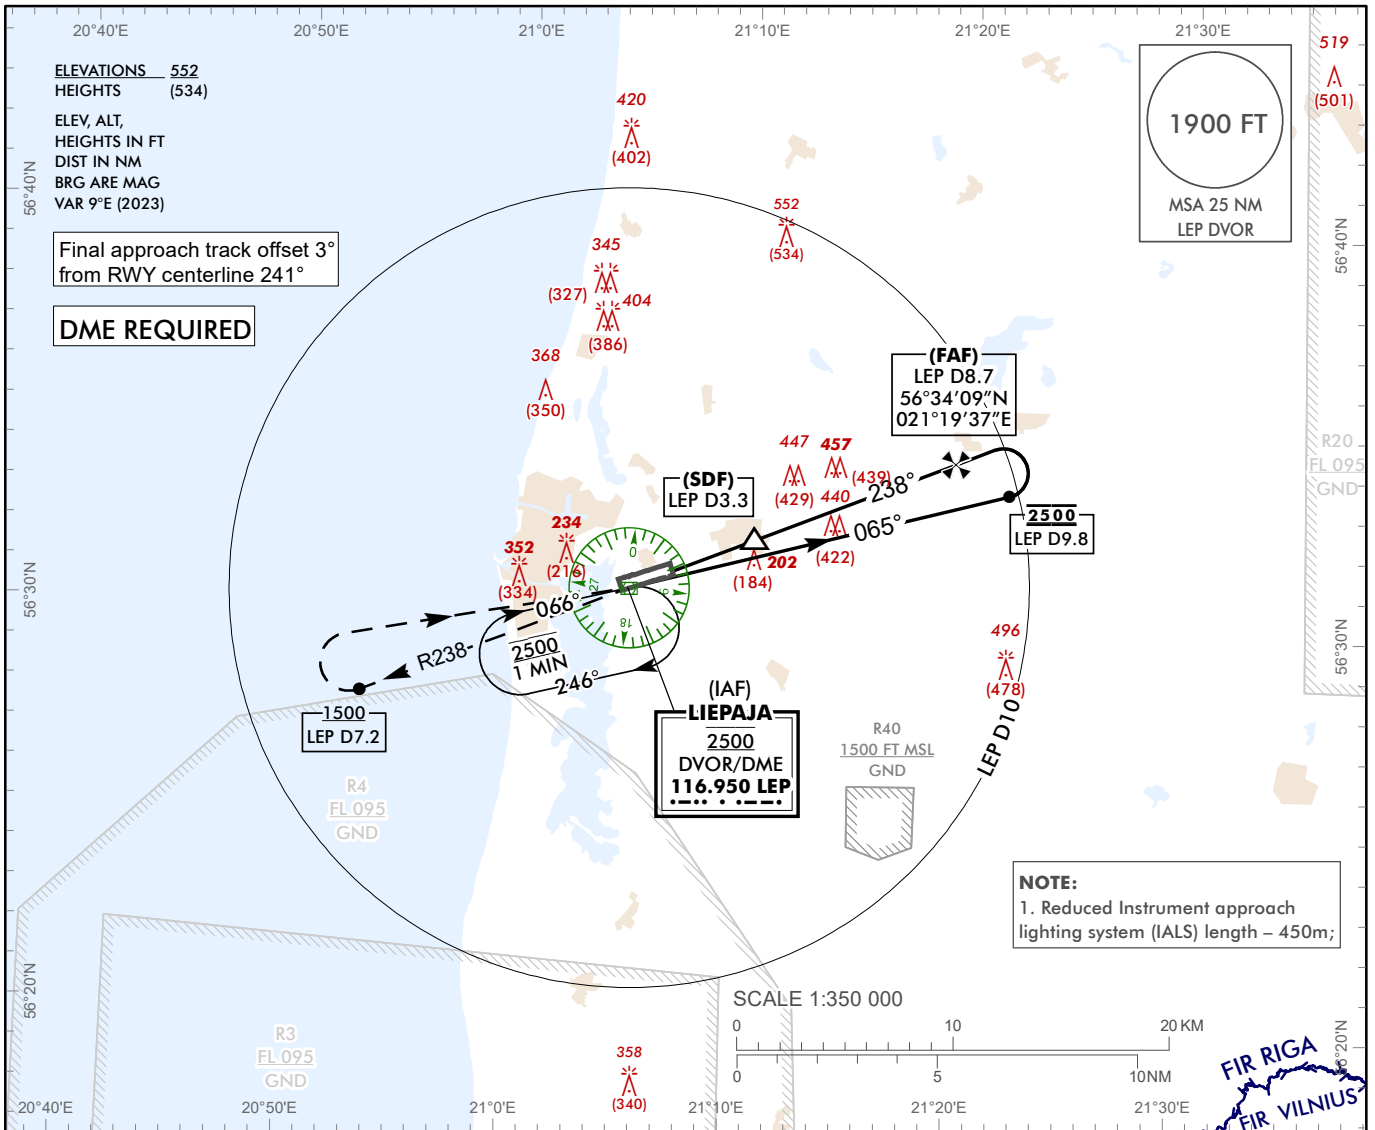 20°40'E
20°50'E
21°0'E
21°10'E
21°20'E
21°30'E
ELEVATIONS 552
HEIGHTS (534)
ELEV, ALT,
HEIGHTS IN FT
DIST IN NM
BRG ARE MAG
VAR 9°E (2023)
Final approach track offset 3°
from RWY centerline 241°
DME REQUIRED
1900 FT
MSA 25 NM
LEP DVOR
519
(501)
420
(402)
552
(534)
345
(327)
404
(386)
368
(350)
56°40'N
56°40'N
(FAF)
LEP D8.7
56°34'09"N
021°19'37"E
R20
FL 095
GND
447
(429)
457
(439)
440
(422)
238°
065°
(SDF)
LEP D3.3
2500
LEP D9.8
202
(184)
234
(216)
352
(334)
0
9
18
27
56°30'N
56°30'N
066°
R238
2500
1 MIN
246°
1500
LEP D7.2
496
(478)
LEP D10
(IAF)
LIEPAJA
2500
DVOR/DME
116.950 LEP
R40
1500 FT MSL
GND
R4
FL 095
GND
NOTE:
1. Reduced Instrument approach
lighting system (IALS) length – 450m;
56°20'N
56°20'N
R3
FL 095
GND
358
(340)
SCALE 1:350 000
0 10 20 KM
0 5 10NM
FIR RIGA
FIR VILNIUS
20°40'E
20°50'E
21°0'E
21°10'E
21°20'E
21°30'E